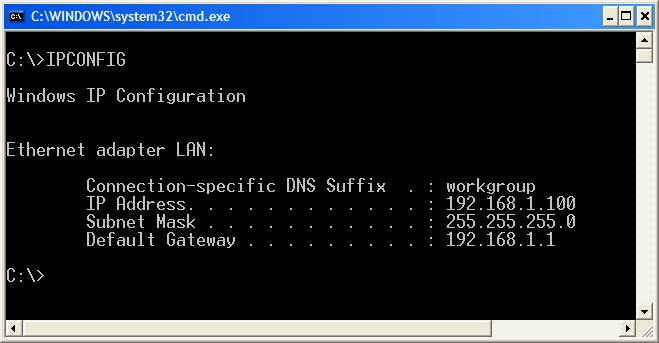 C:\WINDOWS\system32\cmd.exe
C:\>IPCONFIG
Windows IP Configuration
Ethernet adapter LAN:
Connection-specific DNS Suffix  . : workgroup
IP Address. . . . . . . . . . . . : 192.168.1.100
Subnet Mask . . . . . . . . . . . : 255.255.255.0
Default Gateway . . . . . . . . . : 192.168.1.1
C:\>